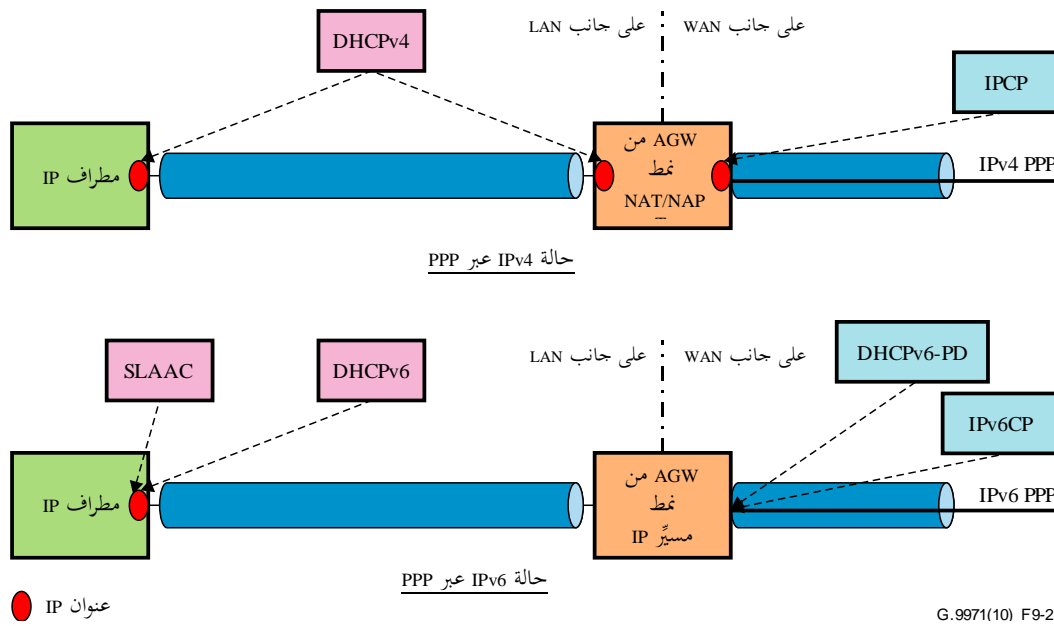 على جانب LAN
على جانب WAN
DHCPv4
IPCP
مطراف IP
AGW من
نمط
NAT/NAP
IPv4 PPP
حالة IPv4 عبر PPP
على جانب LAN
على جانب WAN
SLAAC
DHCPv6
DHCPv6-PD
IPv6CP
مطراف IP
AGW من
نمط
مسيِّر IP
IPv6 PPP
حالة IPv6 عبر PPP
عنوان IP
G.9971(10)_F9-2